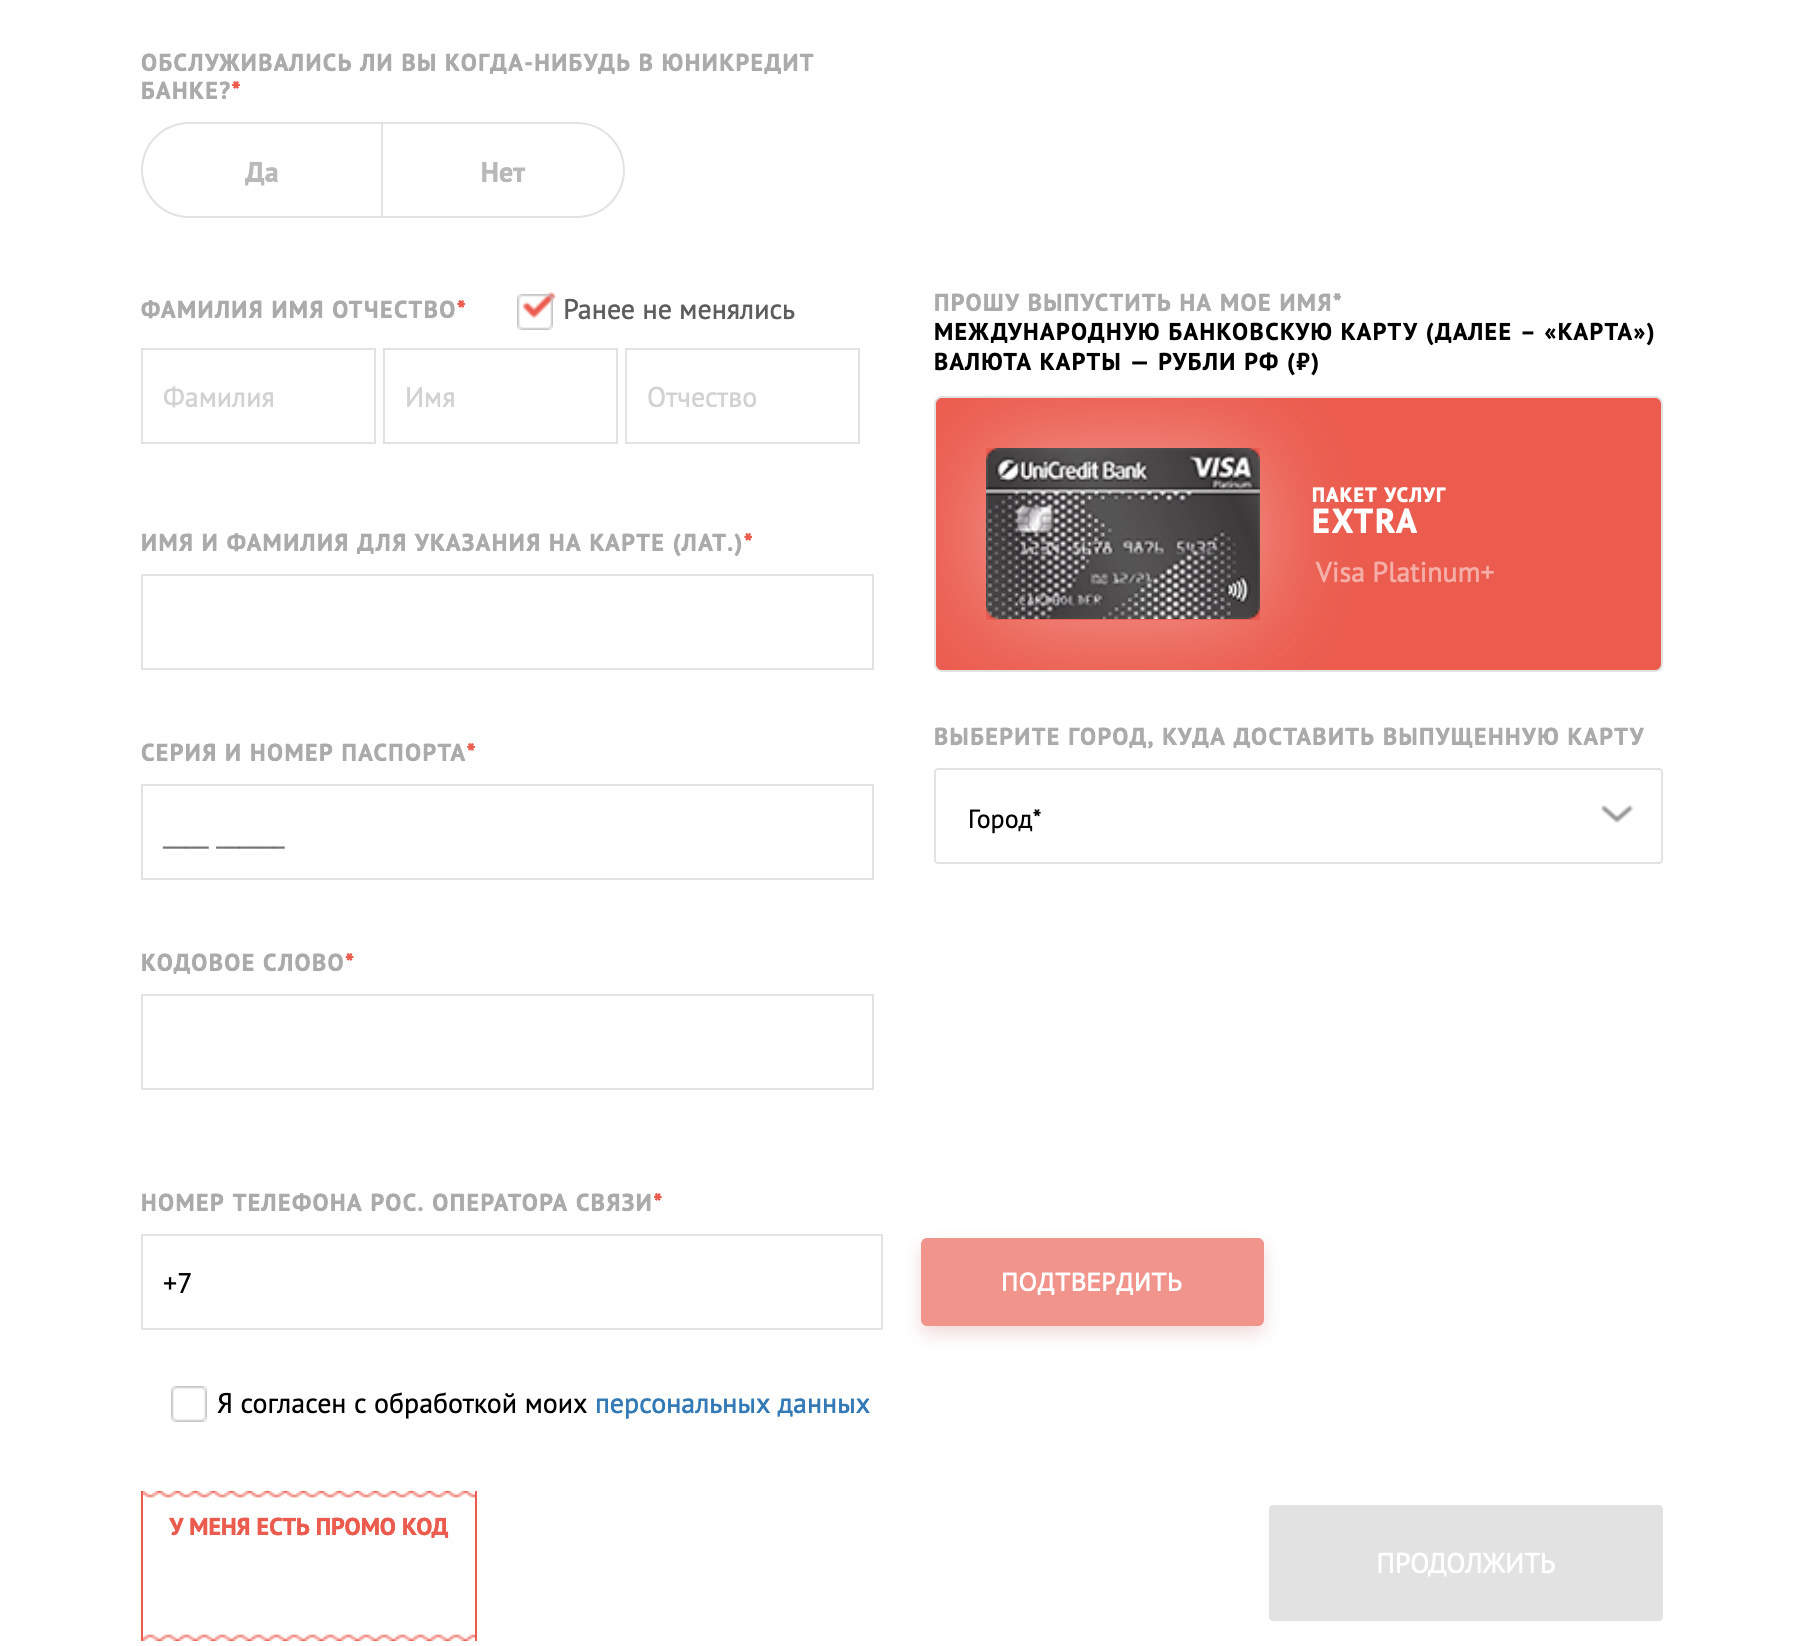 ОБСЛУЖИВАЛИСЬ ЛИ ВЫ КОГДА-НИБУДЬ В ЮНИКРЕДИТ
БАНКЕ?*
Да
Нет
ФАМИЛИЯ ИМЯ ОТЧЕСТВО*
Ранее не менялись
Фамилия
Имя
Отчество
ИМЯ И ФАМИЛИЯ ДЛЯ УКАЗАНИЯ НА КАРТЕ (ЛАТ.)*
СЕРИЯ И НОМЕР ПАСПОРТА*
КОДОВОЕ СЛОВО*
ПРОШУ ВЫПУСТИТЬ НА МОЕ ИМЯ*
МЕЖДУНАРОДНУЮ БАНКОВСКУЮ КАРТУ (ДАЛЕЕ – «КАРТА»)
ВАЛЮТА КАРТЫ — РУБЛИ РФ (₽)
UniCredit Bank
VISA
Platinum
1234 5678 9876 5432
12/21
CARDHOLDER
ПАКЕТ УСЛУГ
EXTRA
Visa Platinum+
ВЫБЕРИТЕ ГОРОД, КУДА ДОСТАВИТЬ ВЫПУЩЕННУЮ КАРТУ
Город*
НОМЕР ТЕЛЕФОНА РОС. ОПЕРАТОРА СВЯЗИ*
+7
ПОДТВЕРДИТЬ
Я согласен с обработкой моих персональных данных
У МЕНЯ ЕСТЬ ПРОМО КОД
ПРОДОЛЖИТЬ